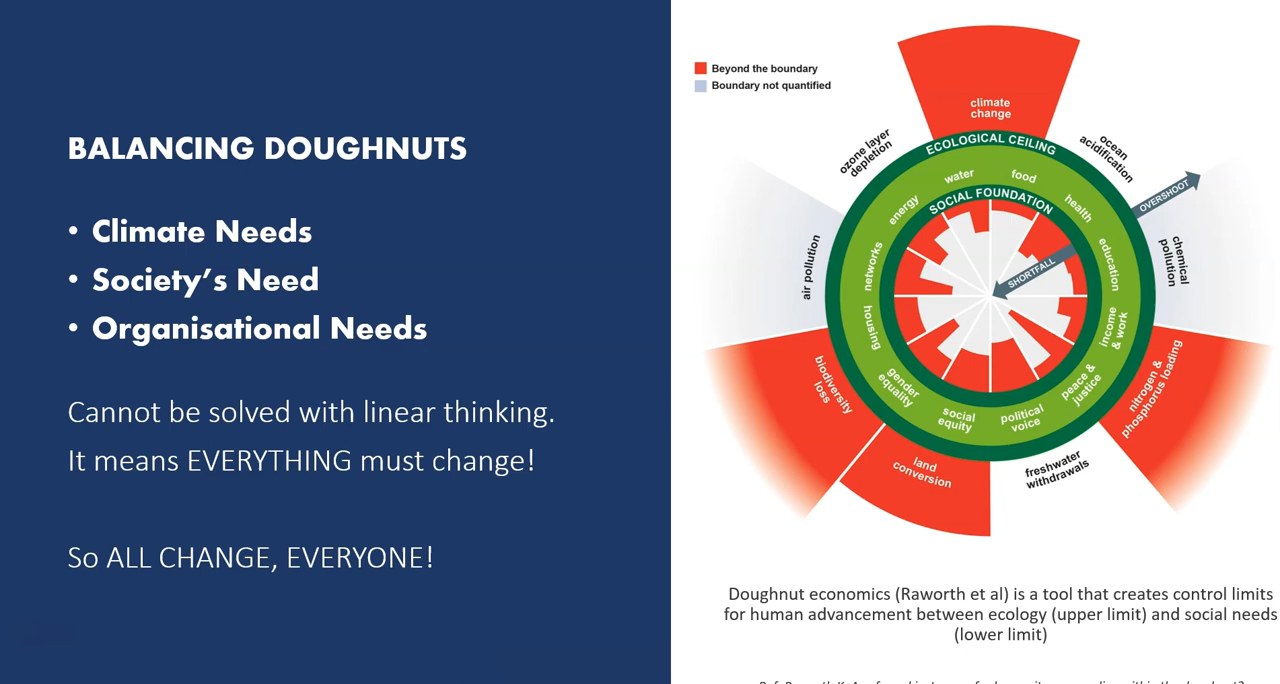 BALANCING DOUGHNUTS
• Climate Needs
• Society's Need
• Organisational Needs
Cannot be solved with linear thinking.
It means EVERYTHING must change!
So ALL CHANGE, EVERYONE!
Beyond the boundary
Boundary not quantified
climate
change
ozone layer
depletion
ocean
acidification
ECOLOGICAL CEILING
water
food
energy
SOCIAL FOUNDATION
health
OVERSHOOT
air pollution
networks
education
chemical
pollution
SHORTFALL
housing
income
& work
biodiversity
loss
gender
equality
social
equity
political
voice
peace &
justice
nitrogen &
phosphorus loading
land
conversion
freshwater
withdrawals
Doughnut economics (Raworth et al) is a tool that creates control limits
for human advancement between ecology (upper limit) and social needs
(lower limit)